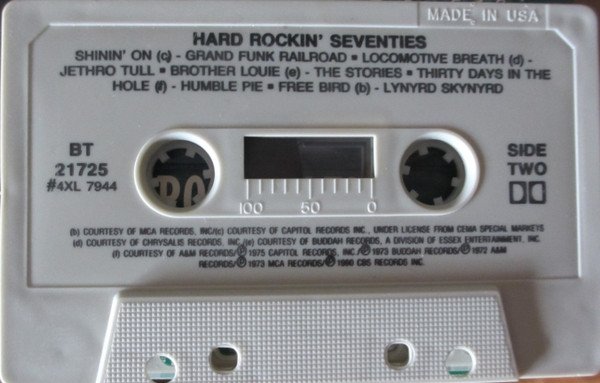 MADE IN USA
HARD ROCKIN' SEVENTIES
SHININ' ON (c) - GRAND FUNK RAILROAD ▪ LOCOMOTIVE BREATH (d) -
JETHRO TULL ▪ BROTHER LOUIE (e) - THE STORIES ▪ THIRTY DAYS IN THE
HOLE (f) - HUMBLE PIE ▪ FREE BIRD (b) - LYNYRD SKYNYRD
BT
21725
#4XL 7944
SIDE
TWO
100 50 0
(b) COURTESY OF MCA RECORDS, INC/(c) COURTESY OF CAPITOL RECORDS INC., UNDER LICENSE FROM CEMA SPECIAL MARKETS
(d) COURTESY OF CHRYSALIS RECORDS, INC./(e) COURTESY OF BUDDAH RECORDS, A DIVISION OF ESSEX ENTERTAINMENT, INC.
(f) COURTESY OF A&M RECORDS/℗1975 CAPITOL RECORDS, INC./℗1973 BUDDAH RECORDS/℗1972 A&M
RECORDS/℗1973 MCA RECORDS/℗1990 CBS RECORDS INC.